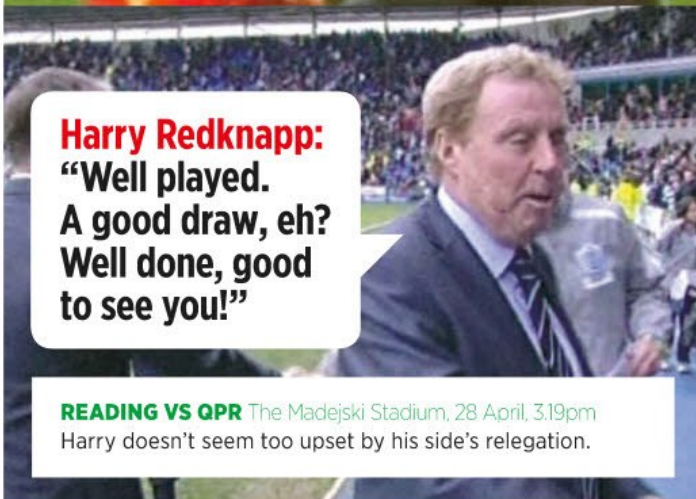 Harry Redknapp:
“Well played.
A good draw, eh?
Well done, good
to see you!”
READING VS QPR The Madejski Stadium, 28 April, 3.19pm
Harry doesn’t seem too upset by his side’s relegation.